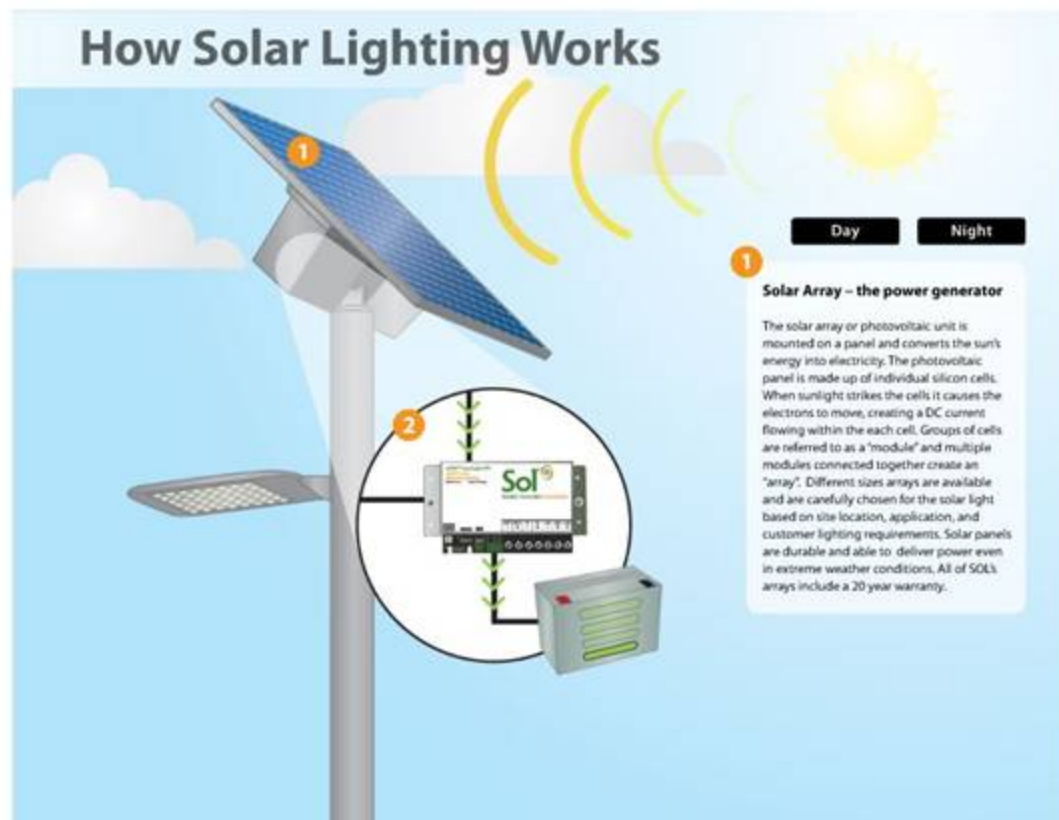 How Solar Lighting Works
1
Day
Night
1
Solar Array – the power generator
The solar array or photovoltaic unit is
mounted on a panel and converts the sun's
energy into electricity. The photovoltaic
panel is made up of individual silicon cells.
When sunlight strikes the cells it causes the
electrons to move, creating a DC current
flowing within the each cell. Groups of cells
are referred to as a "module" and multiple
modules connected together create an
"array". Different sizes arrays are available
and are carefully chosen for the solar light
based on site location, application, and
customer lighting requirements. Solar panels
are durable and able to deliver power even
in extreme weather conditions. All of SOL's
arrays include a 20 year warranty.
2
Sol